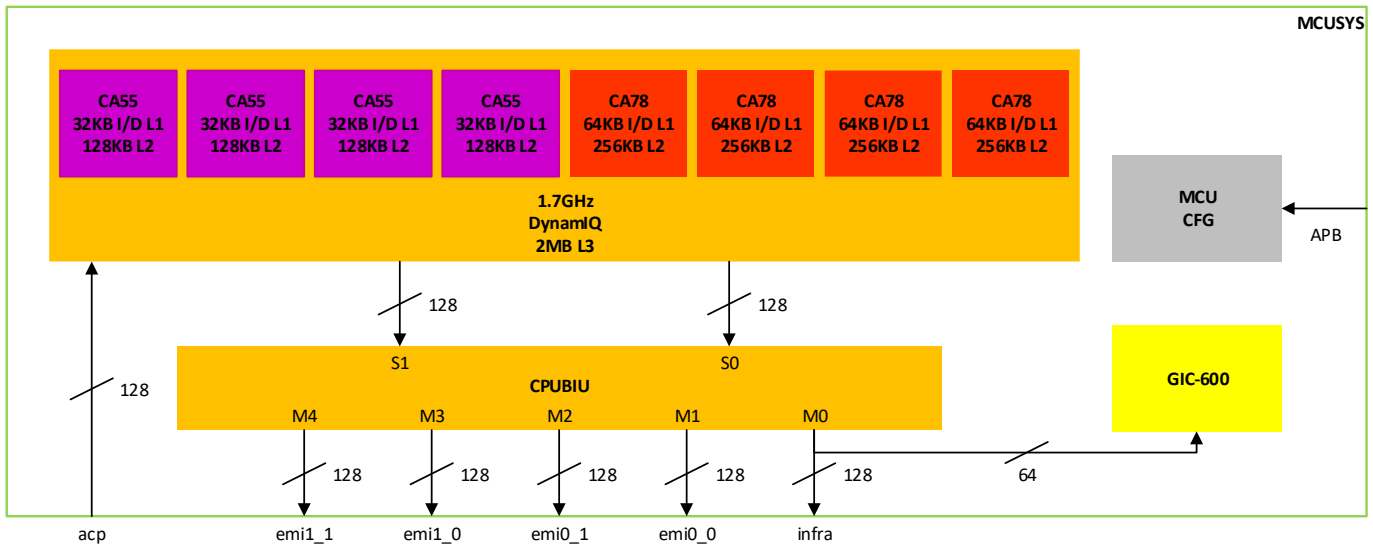 MCUSYS
CA55
32KB I/D L1
128KB L2
CA55
32KB I/D L1
128KB L2
CA55
32KB I/D L1
128KB L2
CA55
32KB I/D L1
128KB L2
CA78
64KB I/D L1
256KB L2
CA78
64KB I/D L1
256KB L2
CA78
64KB I/D L1
256KB L2
CA78
64KB I/D L1
256KB L2
1.7GHz
DynamIQ
2MB L3
MCU
CFG
APB
128
128
128
S1
S0
CPUBIU
M4
M3
M2
M1
M0
GIC-600
128
128
128
128
128
64
acp
emi1_1
emi1_0
emi0_1
emi0_0
infra